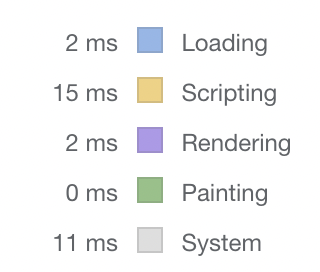 2 ms Loading
15 ms Scripting
2 ms Rendering
0 ms Painting
11 ms System